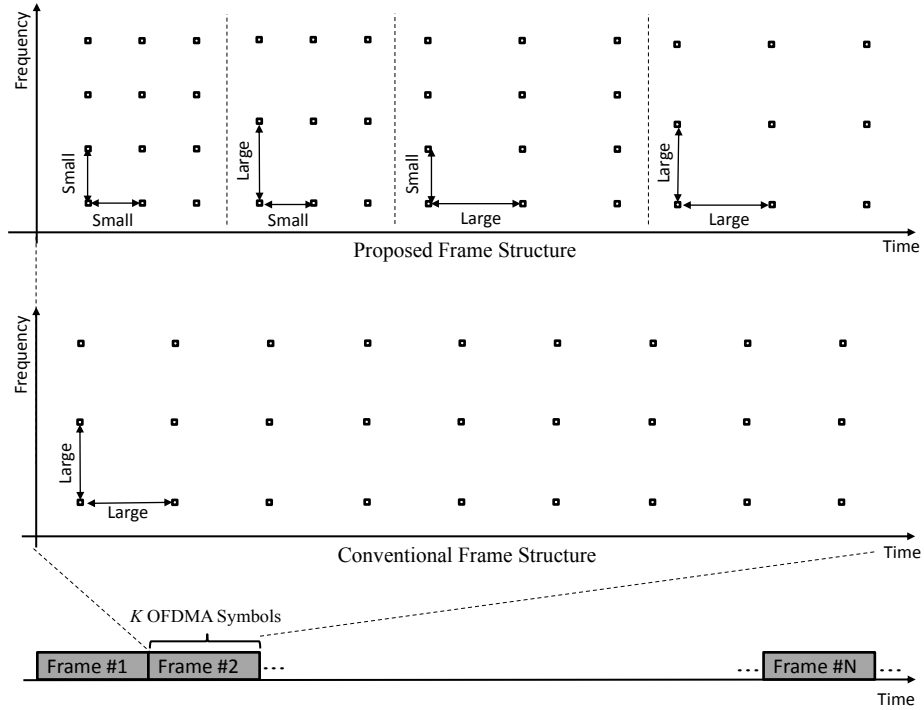 Frequency
Small
Small
Large
Small
Small
Large
Large
Large
Time
Proposed Frame Structure
Frequency
Large
Large
Time
Conventional Frame Structure
K OFDMA Symbols
Frame #1
Frame #2
...
...
Frame #N
...
Time